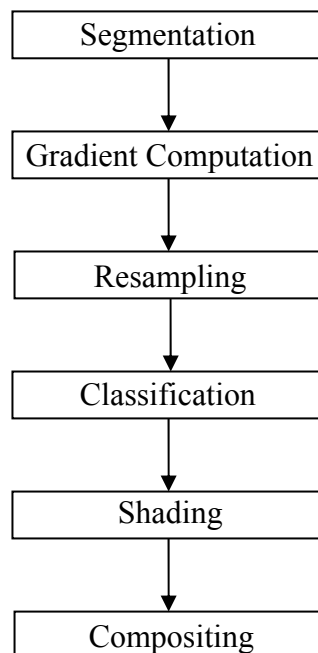 Segmentation
Gradient Computation
Resampling
Classification
Shading
Compositing